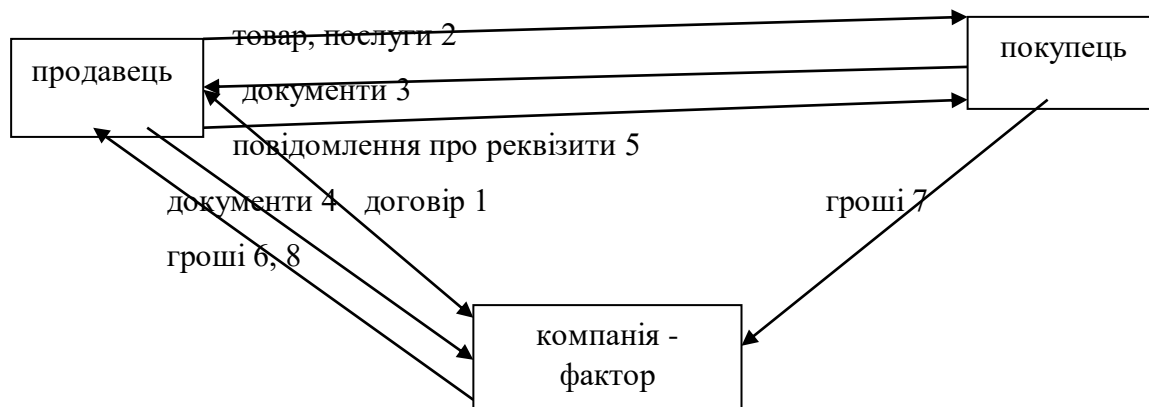 товар, послуги 2
продавець
покупець
документи 3
повідомлення про реквізити 5
документи 4 договір 1
гроші 7
гроші 6, 8
компанія -
фактор